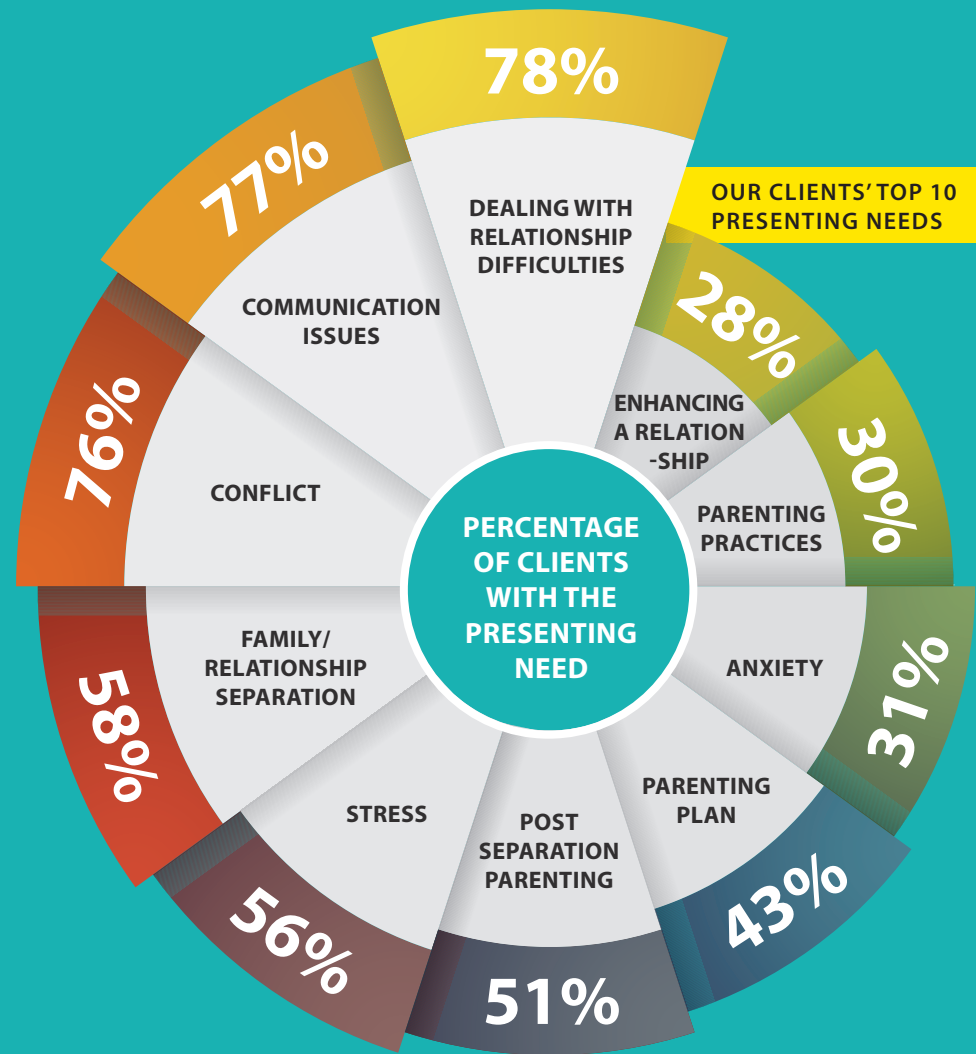 78%
DEALING WITH
RELATIONSHIP
DIFFICULTIES
OUR CLIENTS' TOP 10
PRESENTING NEEDS
28%
ENHANCING
A RELATION
-SHIP
30%
PARENTING
PRACTICES
31%
ANXIETY
43%
PARENTING
PLAN
51%
POST
SEPARATION
PARENTING
56%
STRESS
58%
FAMILY/
RELATIONSHIP
SEPARATION
76%
CONFLICT
77%
COMMUNICATION
ISSUES
PERCENTAGE
OF CLIENTS
WITH THE
PRESENTING
NEED